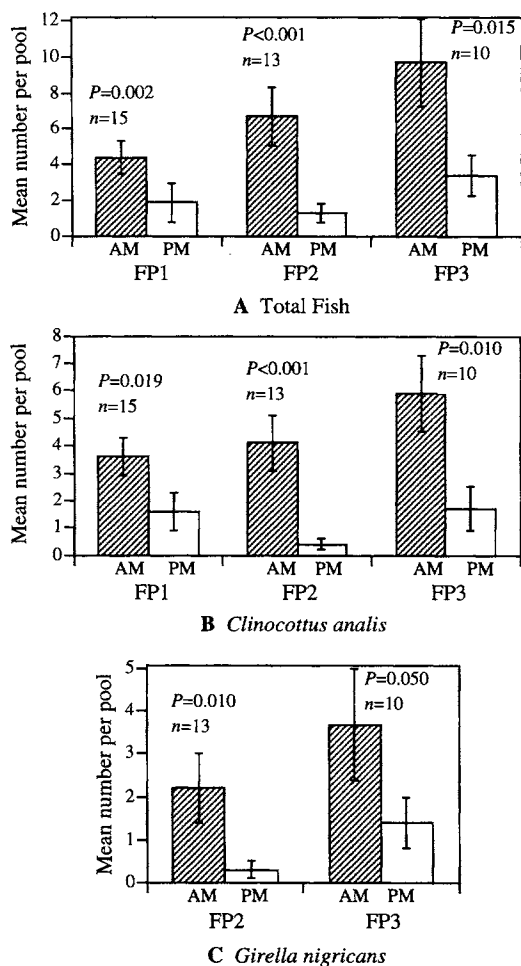 Mean number per pool
12
10
8
6
4
2
0
P=0.002
n=15
P<0.001
n=13
P=0.015
n=10
AM PM AM PM AM PM
FP1 FP2 FP3
A Total Fish
Mean number per pool
8
7
6
5
4
3
2
1
0
P=0.019
n=15
P<0.001
n=13
P=0.010
n=10
AM PM AM PM AM PM
FP1 FP2 FP3
B Clinocottus analis
Mean number per pool
5
4
3
2
1
0
P=0.010
n=13
P=0.050
n=10
AM PM AM PM
FP2 FP3
C Girella nigricans